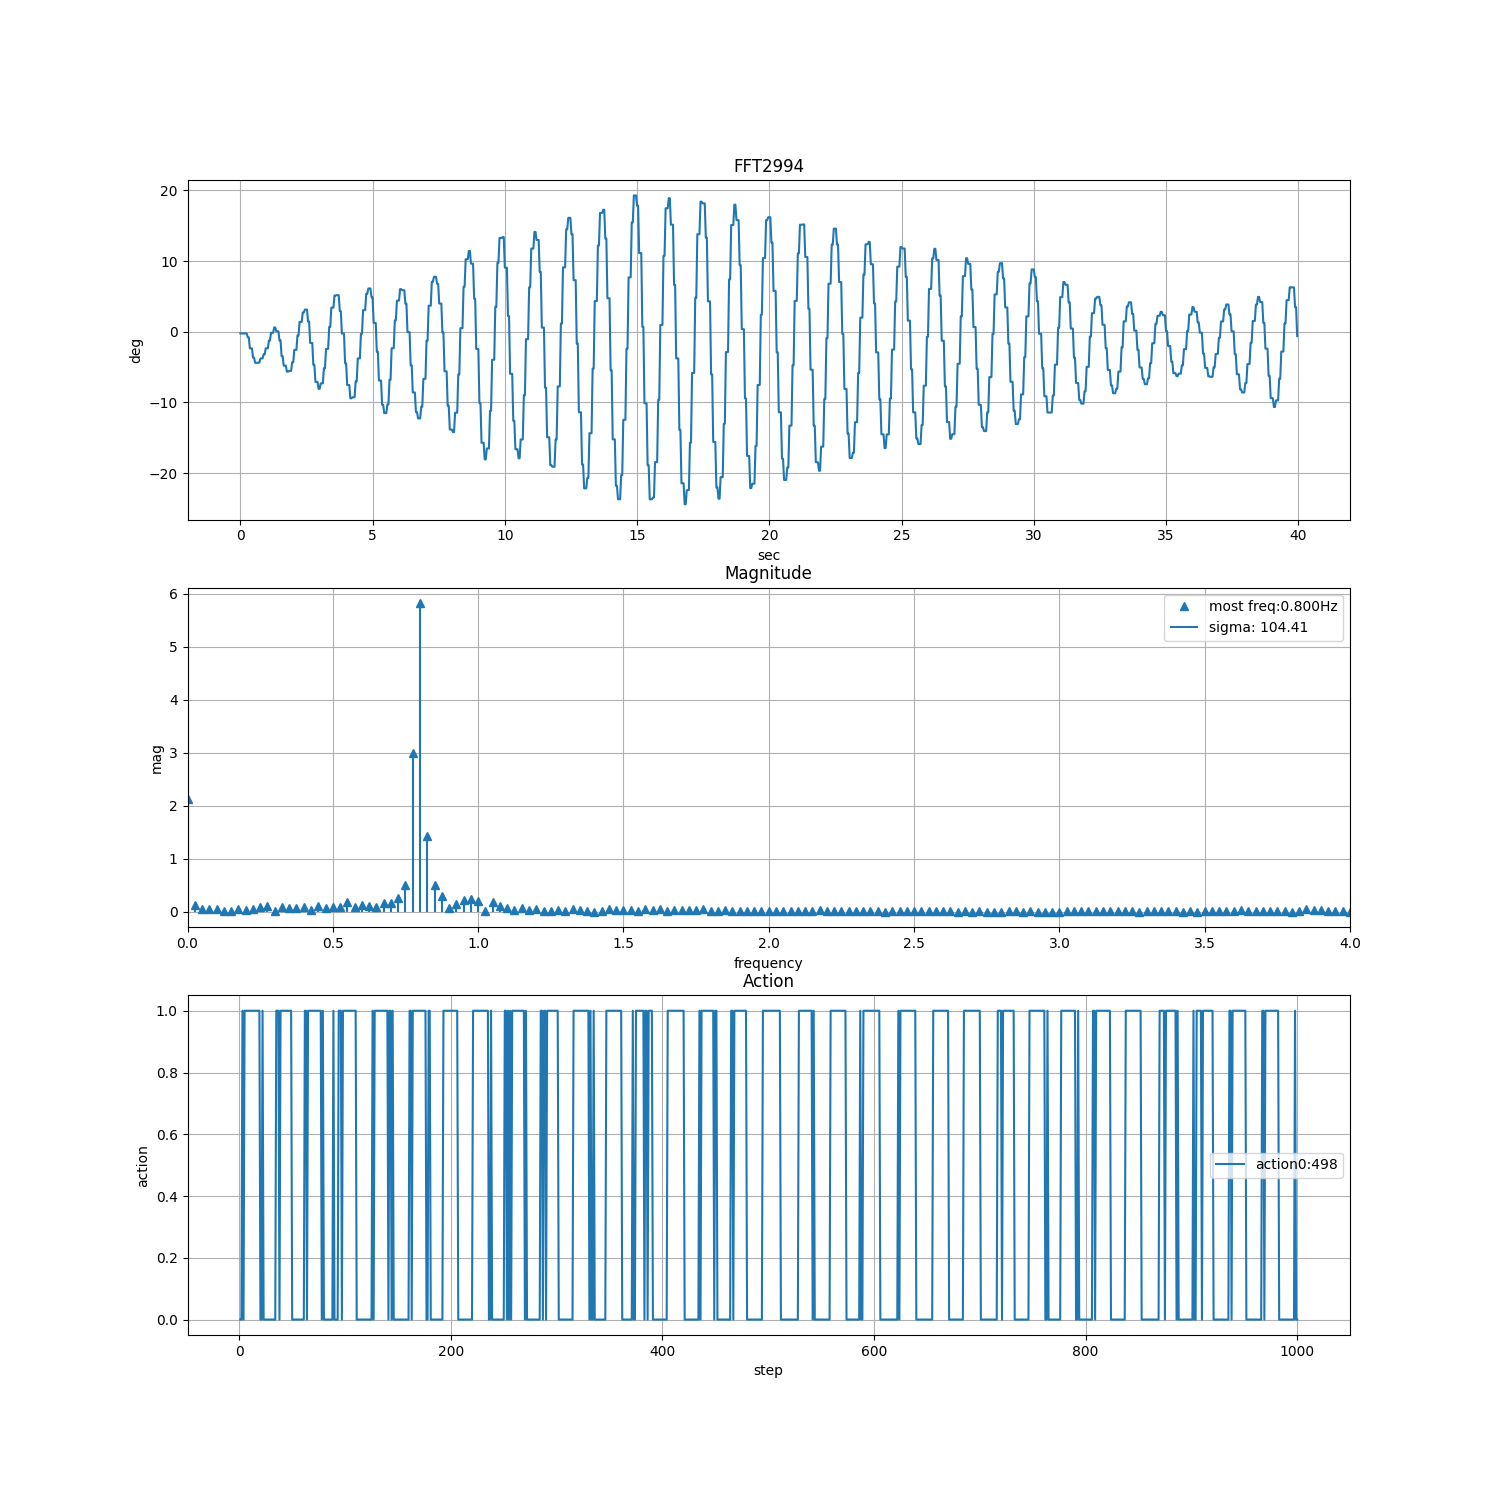 FFT2994
20
10
0
−10
−20
deg
0 5 10 15 20 25 30 35 40
sec
Magnitude
6
5
4
3
2
1
0
mag
most freq:0.800Hz
sigma: 104.41
0.0 0.5 1.0 1.5 2.0 2.5 3.0 3.5 4.0
frequency
Action
1.0
0.8
0.6
0.4
0.2
0.0
action
action0:498
0 200 400 600 800 1000
step